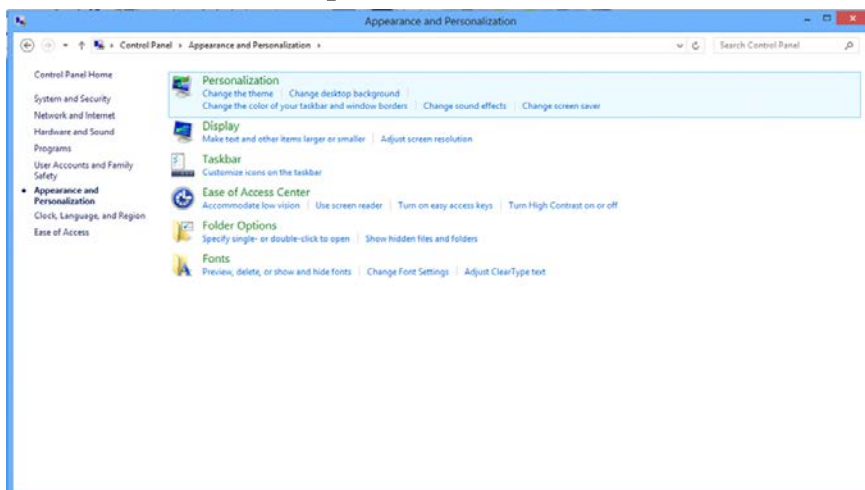 Appearance and Personalization
Control Panel Appearance and Personalization
Search Control Panel
Control Panel Home
System and Security
Network and Internet
Hardware and Sound
Programs
User Accounts and Family
Safety
Appearance and
Personalization
Clock, Language, and Region
Ease of Access
Personalization
Change the theme Change desktop background
Change the color of your taskbar and window borders Change sound effects Change screen saver
Display
Make text and other items larger or smaller Adjust screen resolution
Taskbar
Customize icons on the taskbar
Ease of Access Center
Accommodate low vision Use screen reader Turn on easy access keys Turn High Contrast on or off
Folder Options
Specify single- or double-click to open Show hidden files and folders
Fonts
Preview, delete, or show and hide fonts Change Font Settings Adjust ClearType text